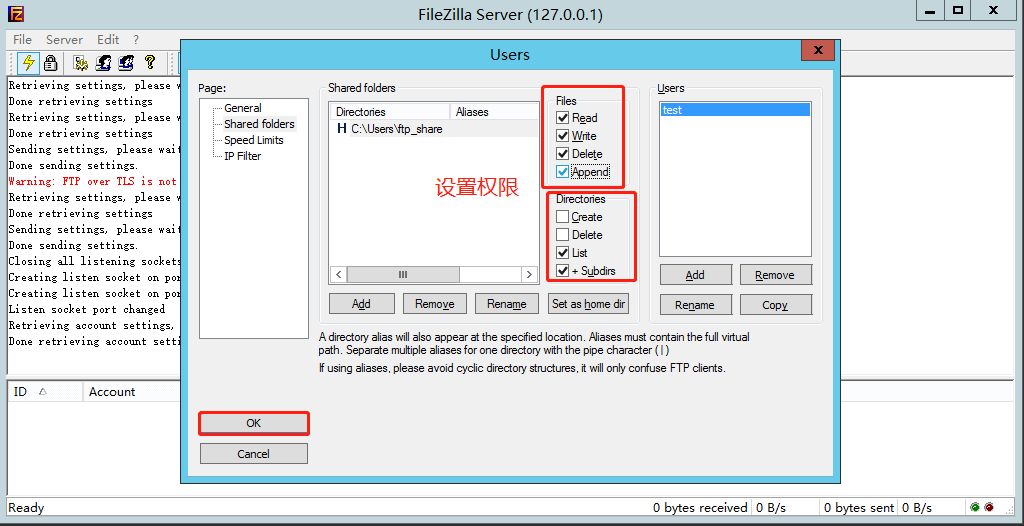 FileZilla Server (127.0.0.1)
File Server Edit ?
Users
Retrieving settings, please w
Done retrieving settings
Retrieving settings, please w
Done retrieving settings
Sending settings, please wait
Done sending settings.
Warning: FTP over TLS is not
Retrieving settings, please w
Done retrieving settings
Sending settings, please wait
Done sending settings.
Closing all listening sockets
Creating listen socket on por
Creating listen socket on por
Listen socket port changed
Retrieving account settings,
Done retrieving account setti
Page:
General
Shared folders
Speed Limits
IP Filter
OK
Cancel
Shared folders
Directories Aliases
H C:\Users\ftp_share
设置权限
Files
Read
Write
Delete
Append
Directories
Create
Delete
List
+ Subdirs
Add Remove Rename Set as home dir
Users
test
Add Remove
Rename Copy
A directory alias will also appear at the specified location. Aliases must contain the full virtual
path. Separate multiple aliases for one directory with the pipe character (|)
If using aliases, please avoid cyclic directory structures, it will only confuse FTP clients.
ID Account
Ready 0 bytes received 0 B/s 0 bytes sent 0 B/s